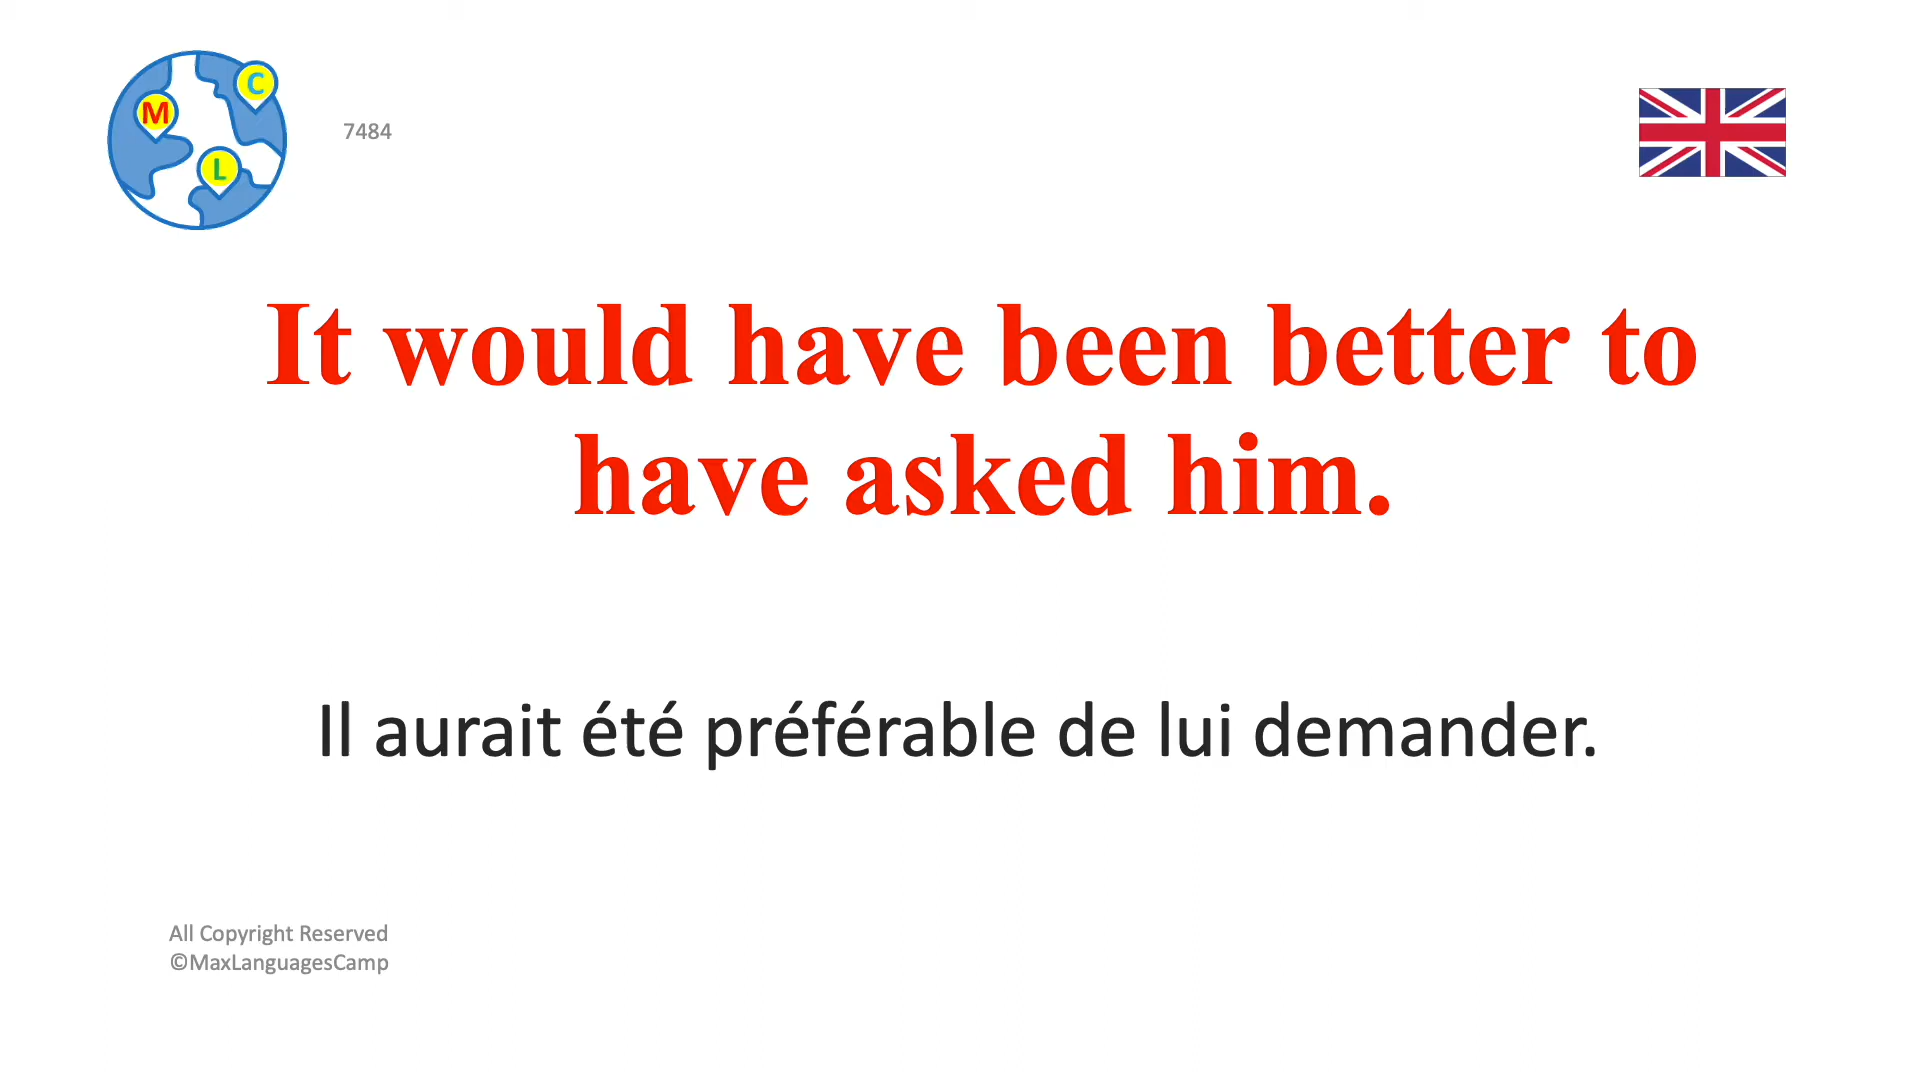 C
M
7484
L
It would have been better to
have asked him.
Il aurait été préférable de lui demander.
All Copyright Reserved
©MaxLanguagesCamp